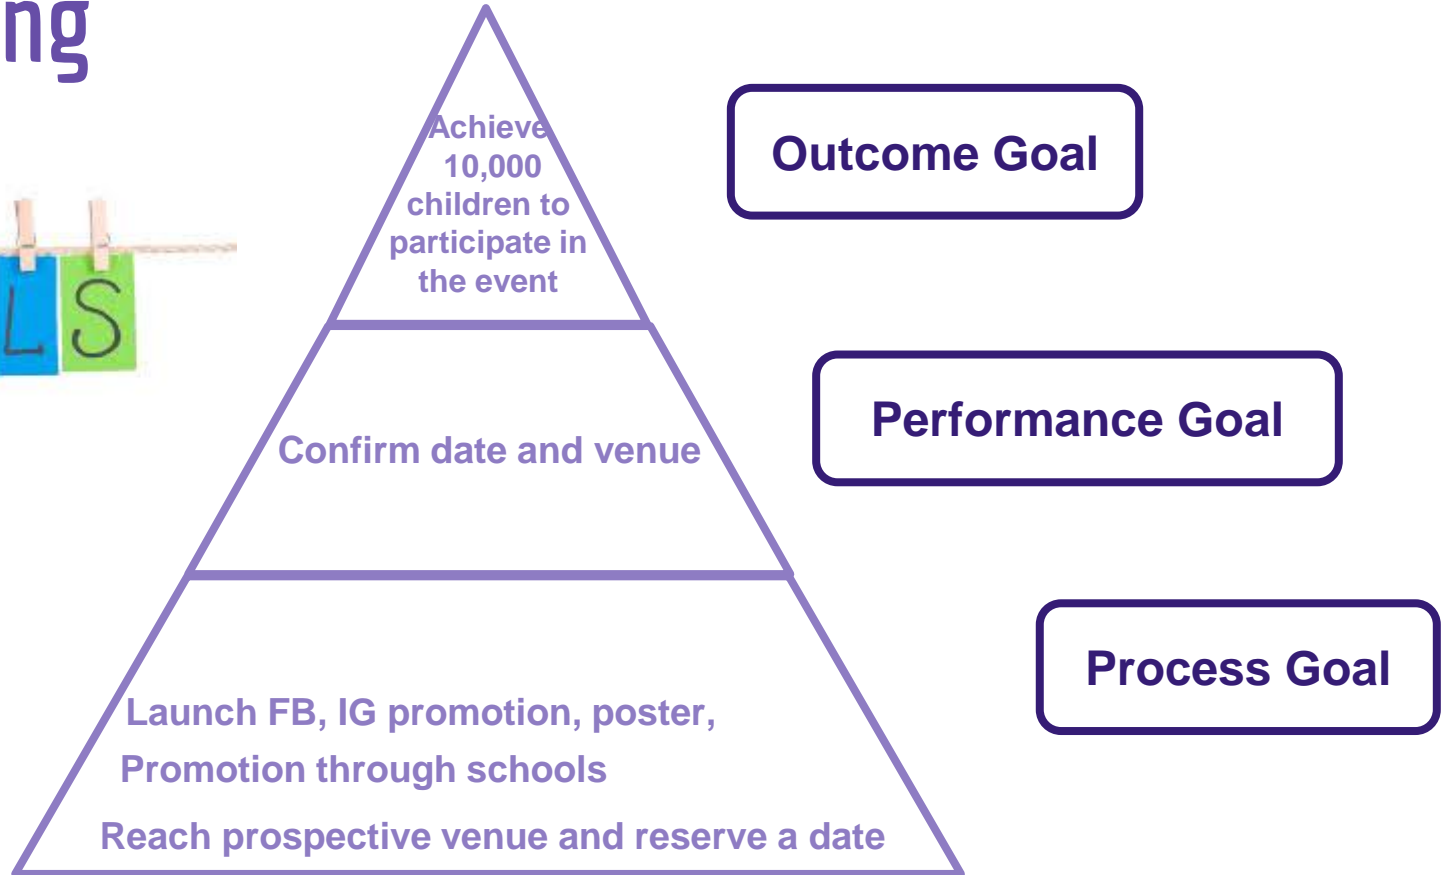 ng
L S
Achieve
10,000
children to
participate in
the event
Outcome Goal
Confirm date and venue
Performance Goal
Process Goal
Launch FB, IG promotion, poster,
Promotion through schools
Reach prospective venue and reserve a date